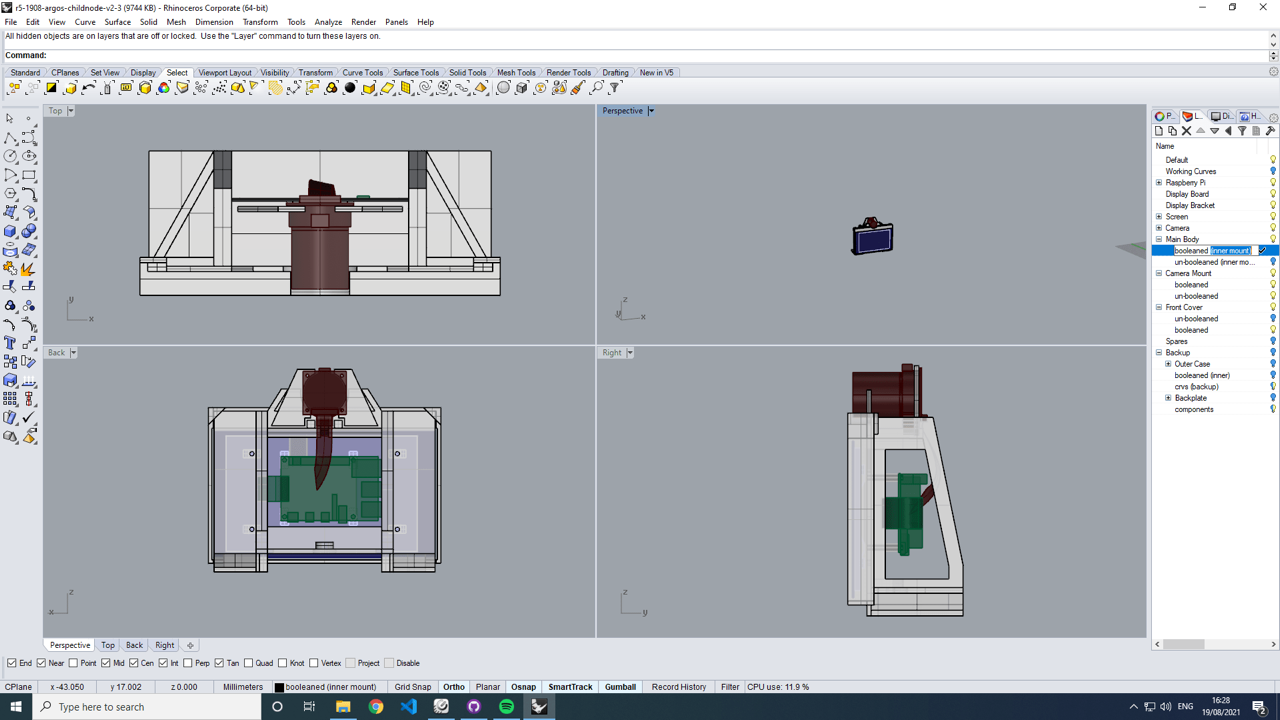 r5-1908-argos-childnode-v2-3 (9744 KB) - Rhinoceros Corporate (64-bit)
File Edit View Curve Surface Solid Mesh Dimension Transform Tools Analyze Render Panels Help
All hidden objects are on layers that are off or locked. Use the "Layer" command to turn these layers on.
Command:
Standard CPlanes Set View Display Select Viewport Layout Visibility Transform Curve Tools Surface Tools Solid Tools Mesh Tools Render Tools Drafting New in V5
Top
Perspective
P... L... Di... H...
Name
Default
Working Curves
Raspberry Pi
Display Board
Display Bracket
Screen
Camera
Main Body
booleaned (inner mount)
un-booleaned (inner mo...
Camera Mount
booleaned
un-booleaned
Front Cover
un-booleaned
booleaned
Spares
Backup
Outer Case
booleaned (inner)
crvs (backup)
Backplate
components
y x
z y x
Back
Right
z x
z y
Perspective Top Back Right
End Near Point Mid Cen Int Perp Tan Quad Knot Vertex Project Disable
CPlane x -43.050 y 17.002 z 0.000 Millimeters booleaned (inner mount) Grid Snap Ortho Planar Osnap SmartTrack Gumball Record History Filter CPU use: 11.9 %
Type here to search
ENG
16:28
19/08/2021
2